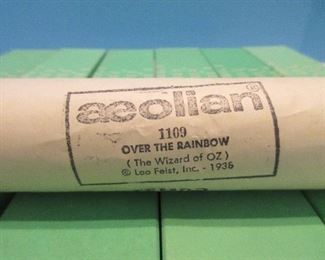 aeolian®
1109
OVER THE RAINBOW
( The Wizard of OZ )
© Leo Feist, Inc. - 1938